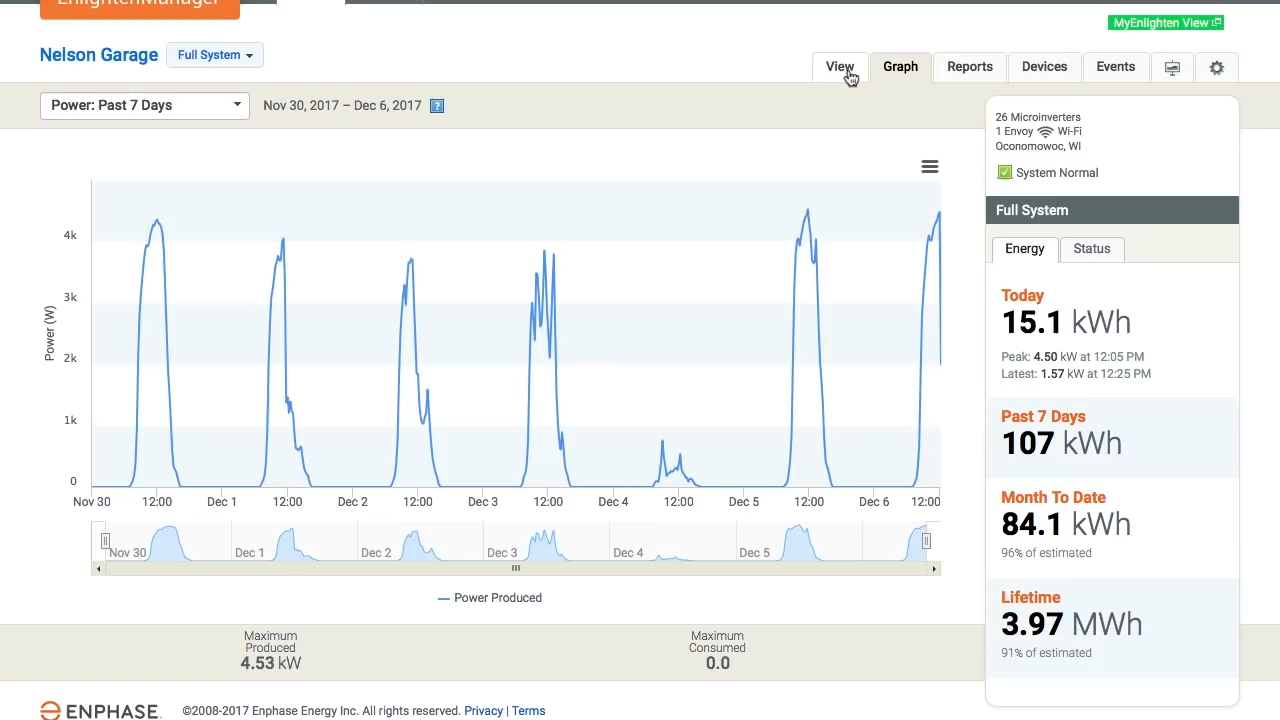 EnlightenManager
MyEnlighten View
Nelson Garage
Full System
View
Graph
Reports
Devices
Events
Power: Past 7 Days
Nov 30, 2017 – Dec 6, 2017
?
26 Microinverters
1 Envoy Wi-Fi
Oconomowoc, WI
System Normal
Full System
Energy
Status
Today
15.1 kWh
Peak: 4.50 kW at 12:05 PM
Latest: 1.57 kW at 12:25 PM
Past 7 Days
107 kWh
Month To Date
84.1 kWh
96% of estimated
Lifetime
3.97 MWh
91% of estimated
Power (W)
4k
3k
2k
1k
0
Nov 30 12:00 Dec 1 12:00 Dec 2 12:00 Dec 3 12:00 Dec 4 12:00 Dec 5 12:00 Dec 6 12:00
Nov 30 Dec 1 Dec 2 Dec 3 Dec 4 Dec 5
Power Produced
Maximum
Produced
4.53 kW
Maximum
Consumed
0.0
ENPHASE.
©2008-2017 Enphase Energy Inc. All rights reserved. Privacy | Terms